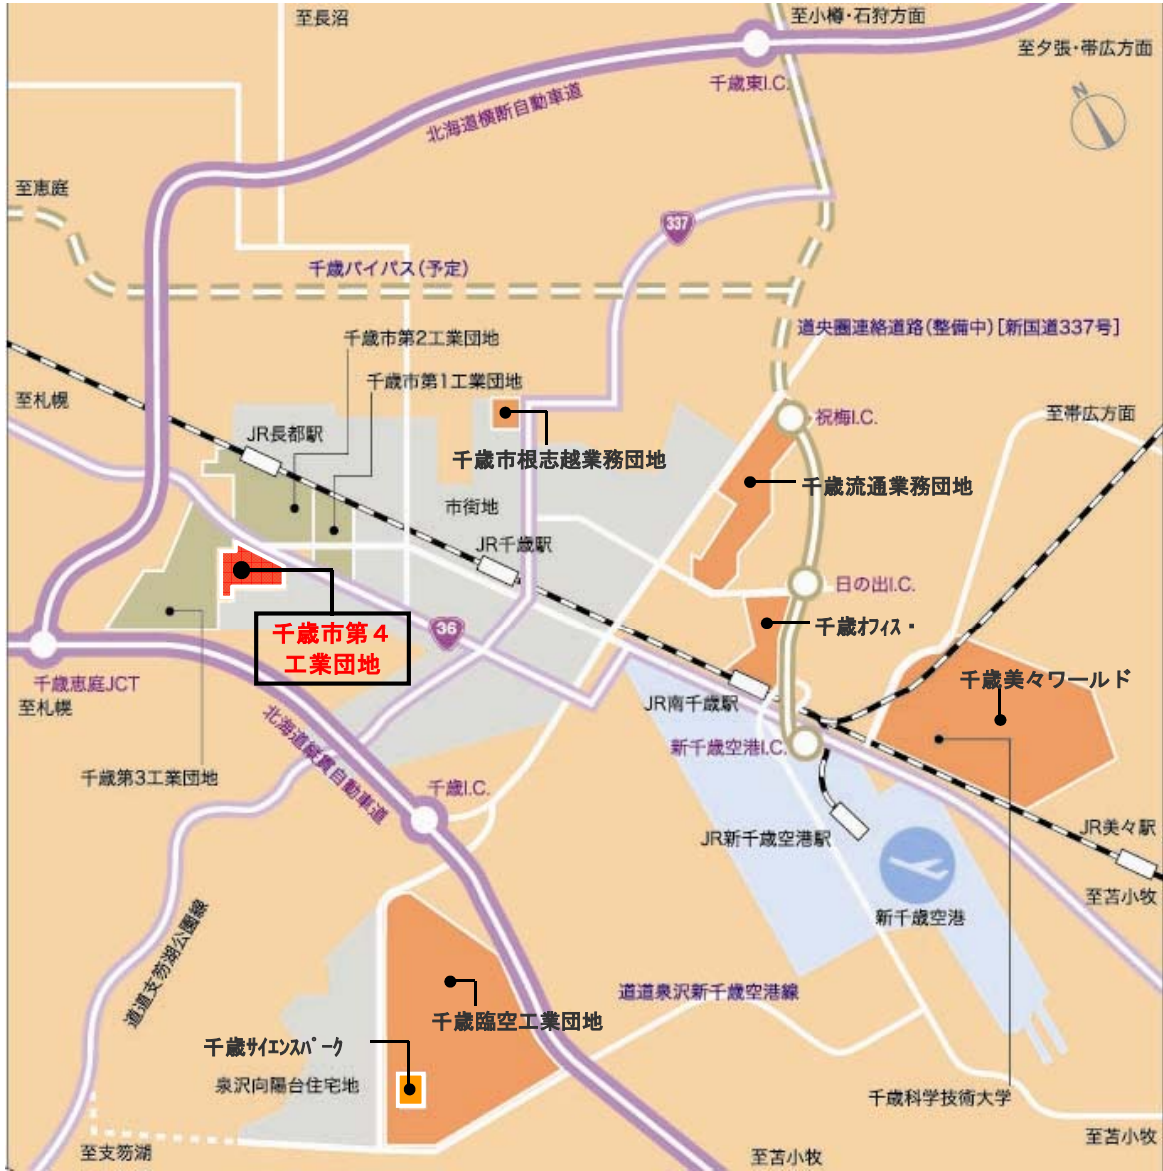 至長沼
至小樽・石狩方面
至夕張・帯広方面
千歳東I.C.
N
北海道横断自動車道
至恵庭
337
千歳バイパス(予定)
道央圏連絡道路(整備中)[新国道337号]
千歳市第2工業団地
千歳市第1工業団地
至札幌
至帯広方面
祝梅I.C.
JR長都駅
千歳市根志越業務団地
千歳流通業務団地
市街地
JR千歳駅
日の出I.C.
千歳オフィス・
36
千歳市第4
工業団地
千歳美々ワールド
千歳恵庭JCT
至札幌
JR南千歳駅
新千歳空港I.C.
北海道縦貫自動車道
千歳第3工業団地
千歳I.C.
JR新千歳空港駅
JR美々駅
至苫小牧
新千歳空港
道道支笏湖公園線
道道泉沢新千歳空港線
千歳臨空工業団地
千歳サイエンスパーク
泉沢向陽台住宅地
千歳科学技術大学
至支笏湖
至苫小牧
至苫小牧